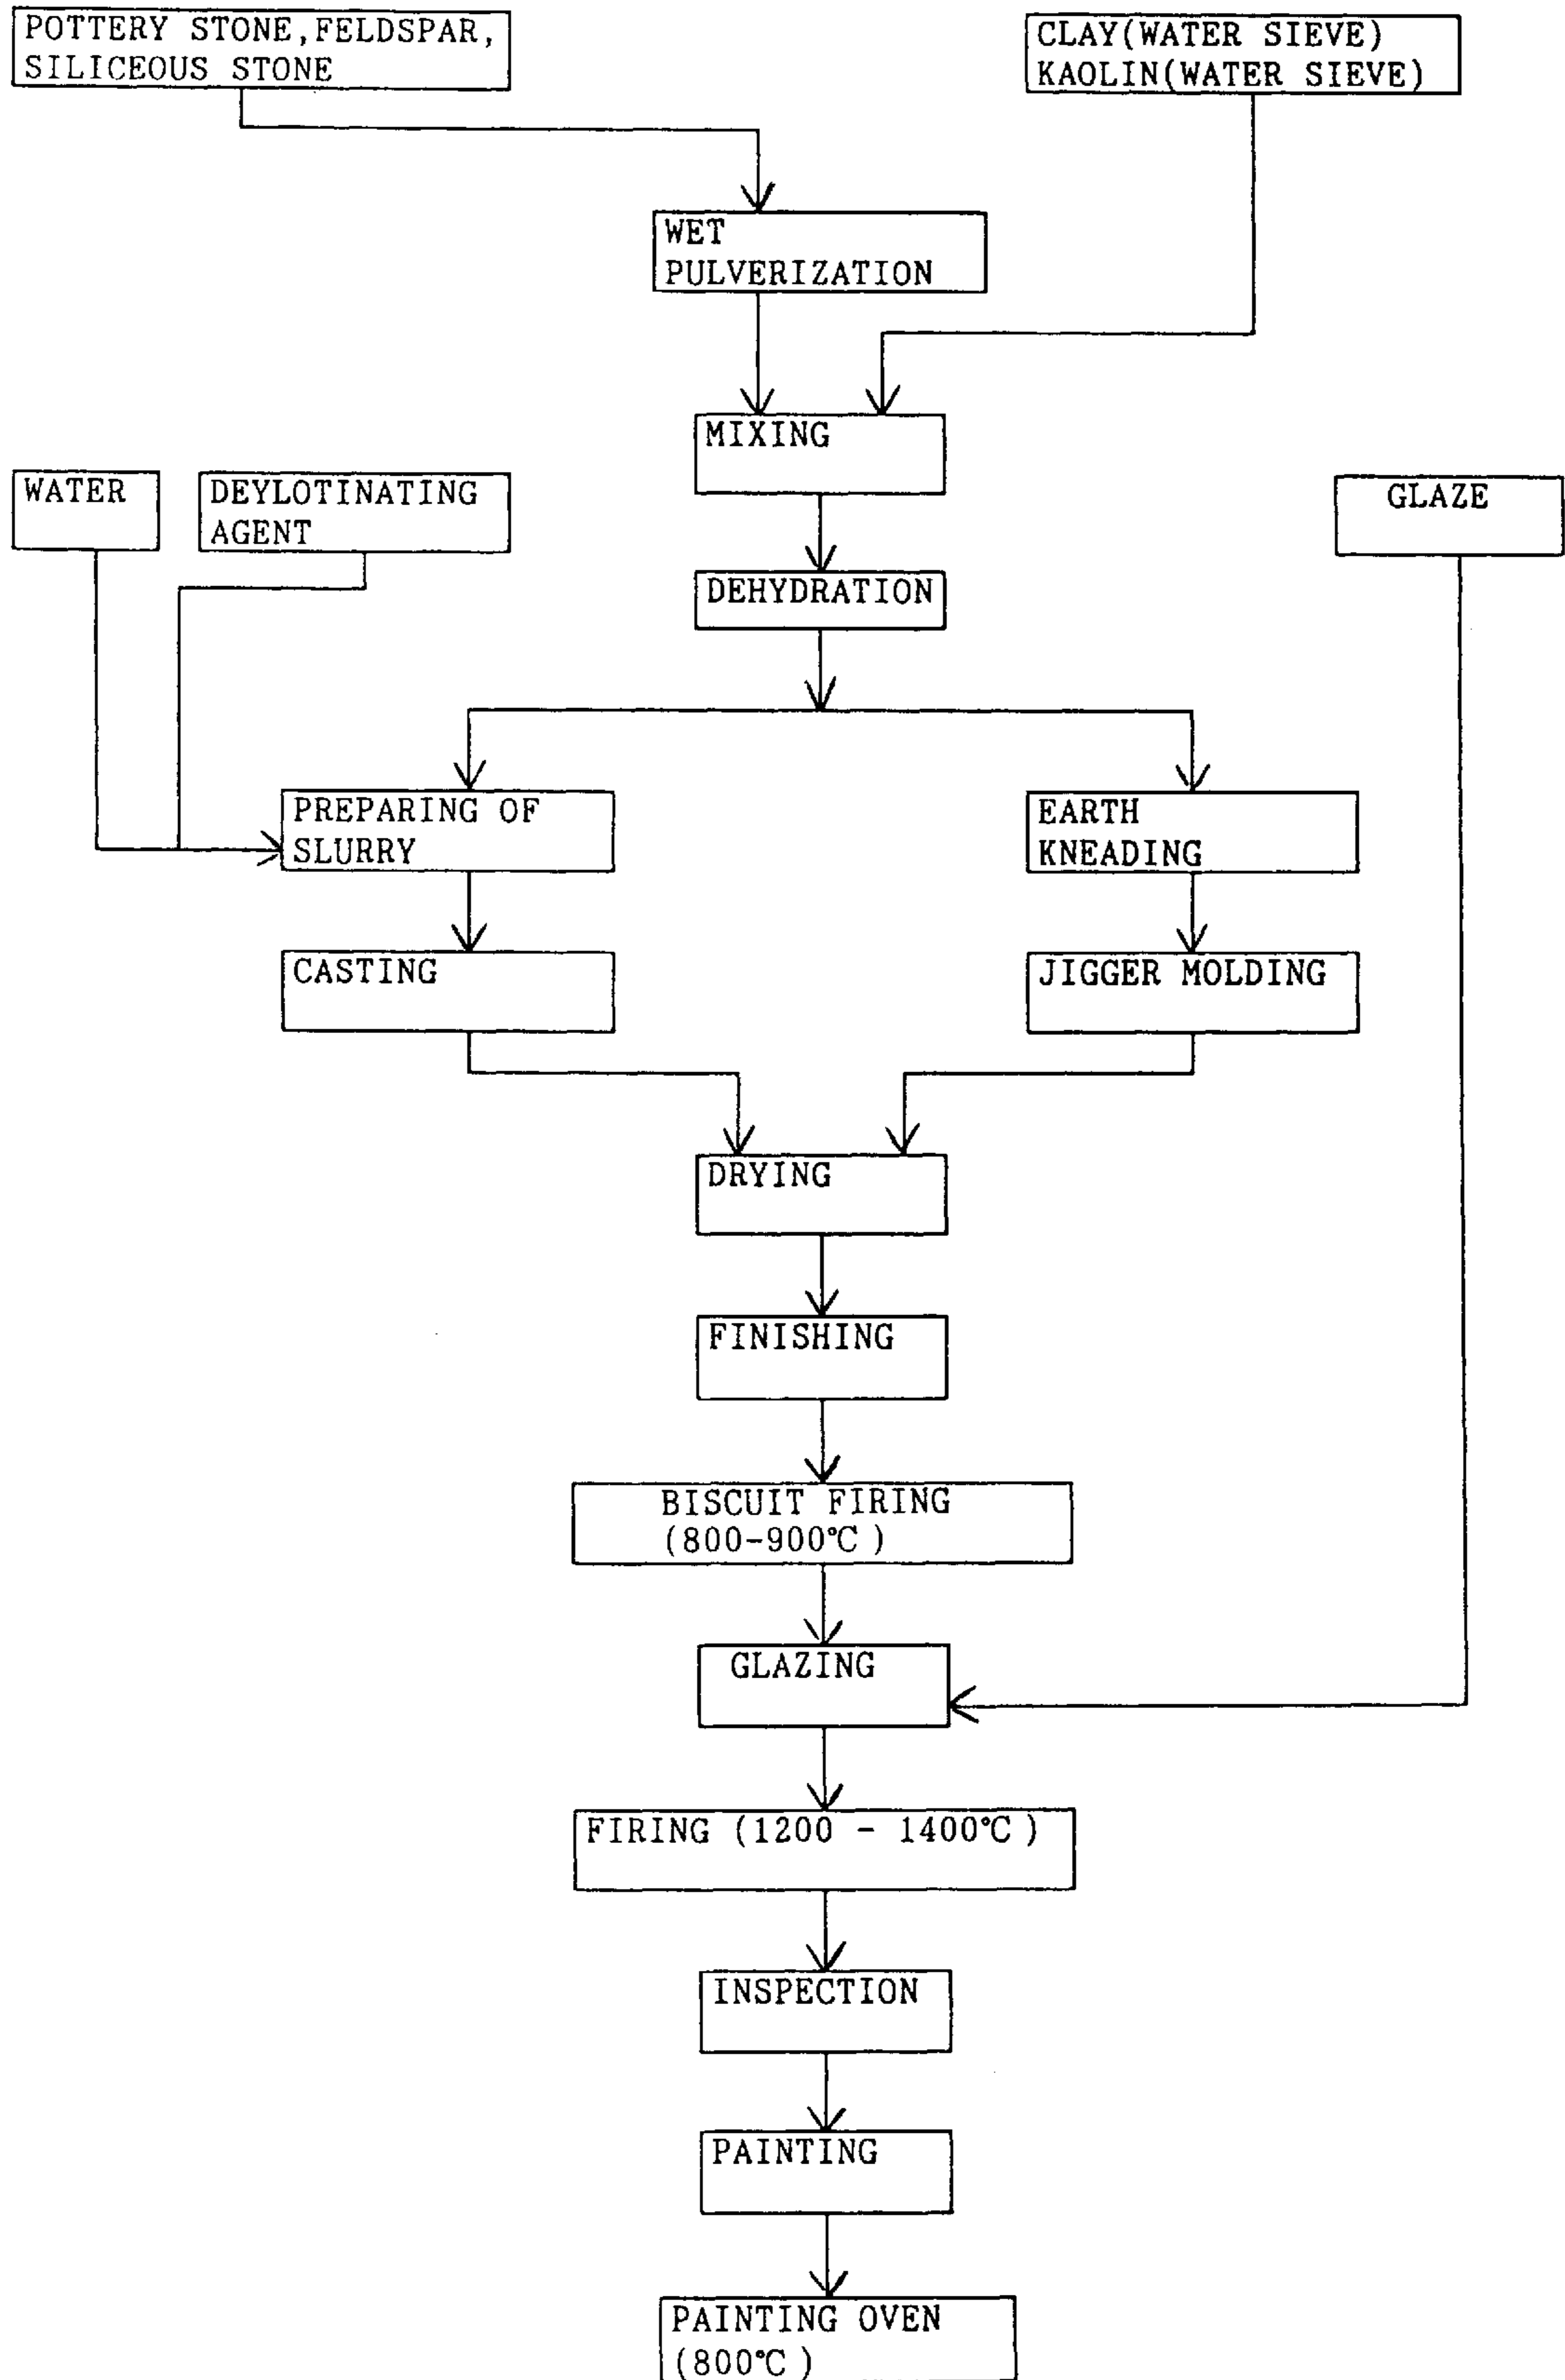 POTTERY STONE, FELDSPAR,
SILICEOUS STONE
CLAY(WATER SIEVE)
KAOLIN(WATER SIEVE)
WET
PULVERIZATION
MIXING
WATER
DEYLOTINATING
AGENT
GLAZE
DEHYDRATION
PREPARING OF
SLURRY
EARTH
KNEADING
CASTING
JIGGER MOLDING
DRYING
FINISHING
BISCUIT FIRING
(800-900℃)
GLAZING
FIRING (1200 - 1400℃)
INSPECTION
PAINTING
PAINTING OVEN
(800℃)